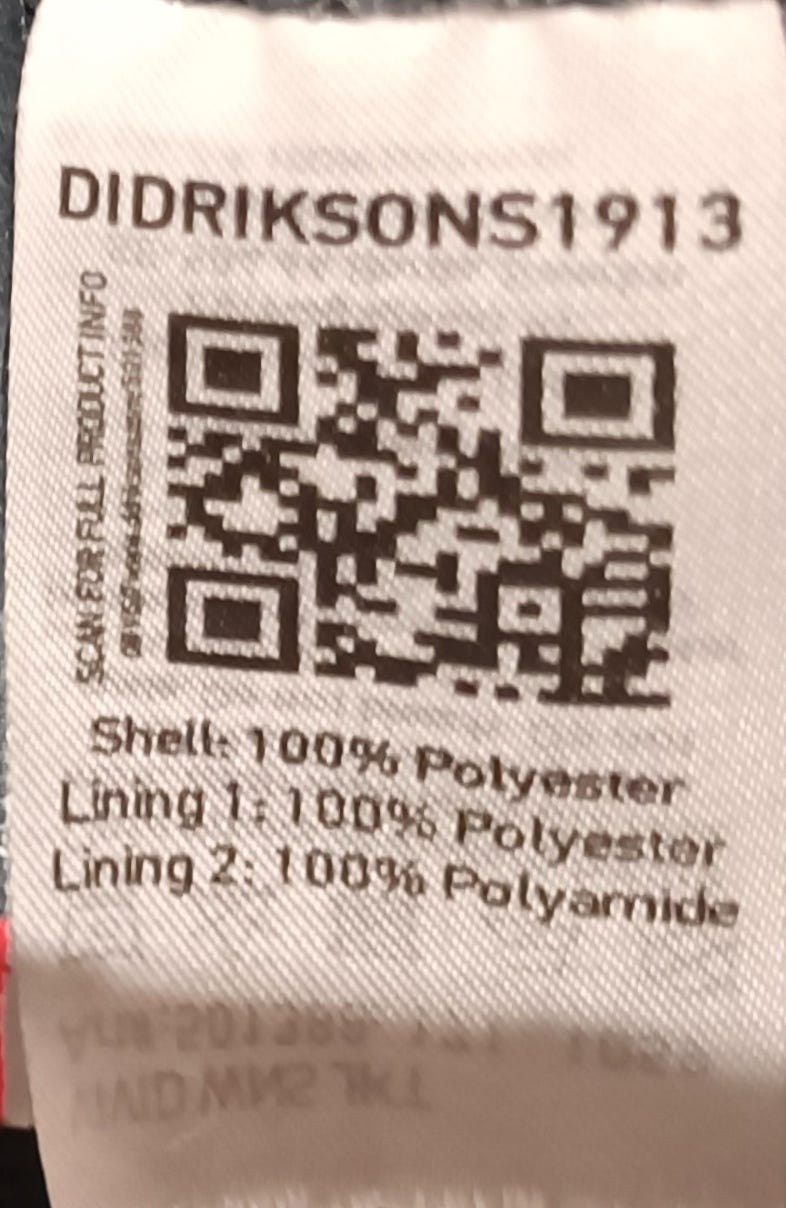 DIDRIKSONS1913
SCAN FOR FULL PRODUCT INFO
Shell: 100% Polyester
Lining 1: 100% Polyester
Lining 2: 100% Polyamide